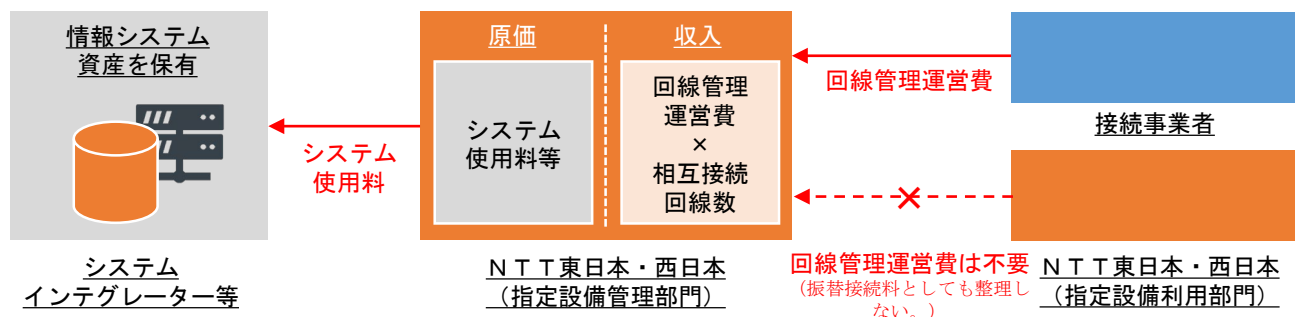 情報システム
資産を保有
システム
使用料
システム
インテグレーター等
原価
収入
システム
使用料等
回線管理
運営費
×
相互接続
回線数
ＮＴＴ東日本・西日本
（指定設備管理部門）
回線管理運営費
接続事業者
回線管理運営費は不要
（振替接続料としても整理し
ない。）
ＮＴＴ東日本・西日本
（指定設備利用部門）